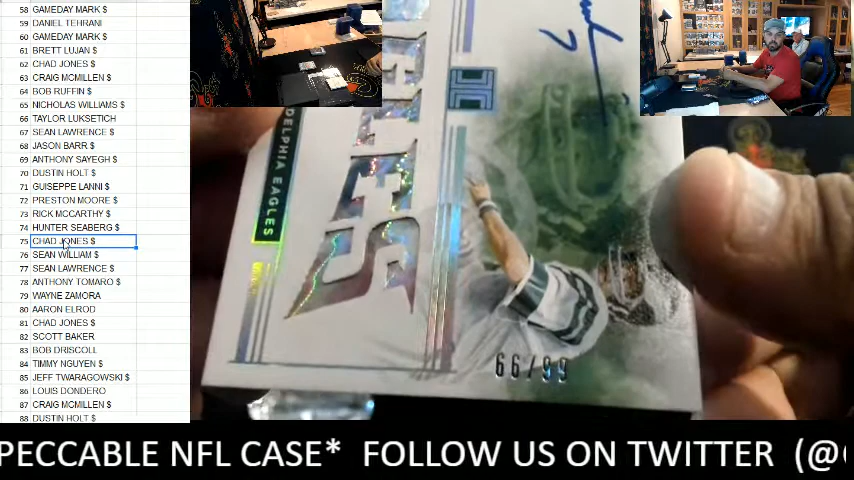 58 GAMEDAY MARK $
59 DANIEL TEHRANI
60 GAMEDAY MARK $
61 BRETT LUJAN $
62 CHAD JONES $
63 CRAIG MCMILLEN $
64 BOB RUFFIN $
65 NICHOLAS WILLIAMS $
66 TAYLOR LUKSETICH
67 SEAN LAWRENCE $
68 JASON BARR $
69 ANTHONY SAYEGH $
70 DUSTIN HOLT $
71 GUISEPPE LANNI $
72 PRESTON MOORE $
73 RICK MCCARTHY $
74 HUNTER SEABERG $
75 CHAD JONES $
76 SEAN WILLIAM $
77 SEAN LAWRENCE $
78 ANTHONY TOMARO $
79 WAYNE ZAMORA
80 AARON ELROD
81 CHAD JONES $
82 SCOTT BAKER
83 BOB DRISCOLL
84 TIMMY NGUYEN $
85 JEFF TWARAGOWSKI $
86 LOUIS DONDERO
87 CRAIG MCMILLEN $
88 DUSTIN HOLT $
ADELPHIA EAGLES
66/99
PECCABLE NFL CASE* FOLLOW US ON TWITTER (@